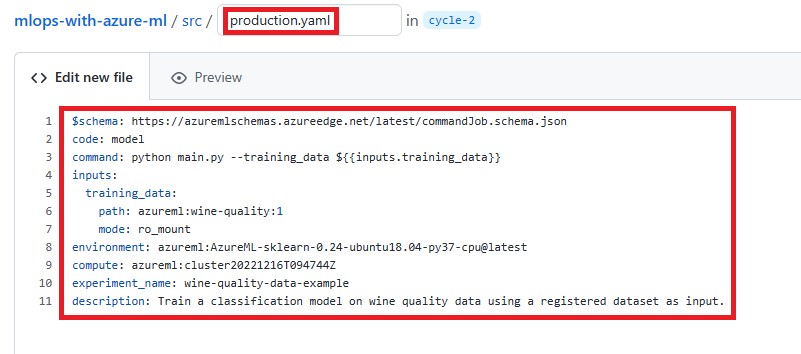 mlops-with-azure-ml / src / production.yaml in cycle-2
<> Edit new file Preview
1 $schema: https://azuremlschemas.azureedge.net/latest/commandJob.schema.json
2 code: model
3 command: python main.py --training_data ${{inputs.training_data}}
4 inputs:
5   training_data:
6     path: azureml:wine-quality:1
7     mode: ro_mount
8 environment: azureml:AzureML-sklearn-0.24-ubuntu18.04-py37-cpu@latest
9 compute: azureml:cluster20221216T094744Z
10 experiment_name: wine-quality-data-example
11 description: Train a classification model on wine quality data using a registered dataset as input.